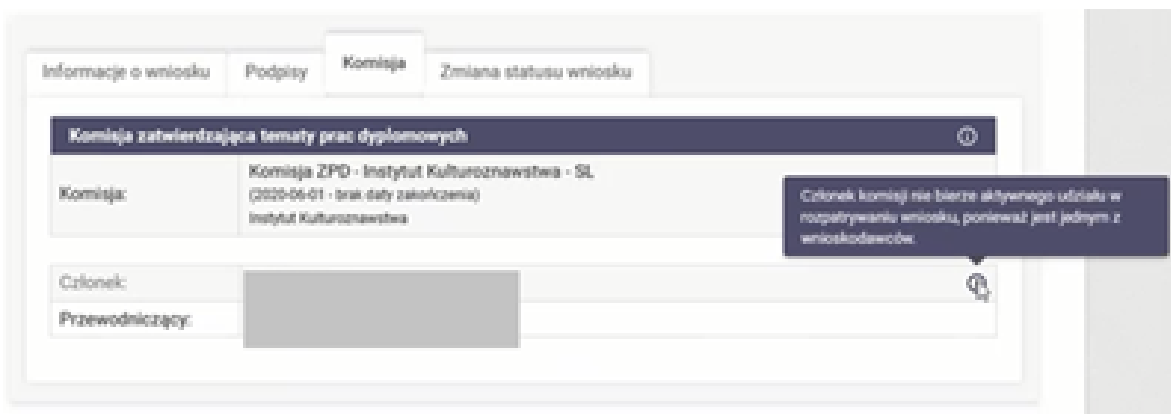 Informacje o wniosku Podpisy Komisja Zmiana statusu wniosku
Komisja zatwierdzająca tematy prac dyplomowych
Komisja: Komisja ZPD - Instytut Kulturoznawstwa - SL
(2020-06-01 - brak daty zakończenia)
Instytut Kulturoznawstwa
Członek komisji nie bierze aktywnego udziału w
rozpatrywaniu wniosku, ponieważ jest jednym z
wnioskodawców.
Członek:
Przewodniczący: